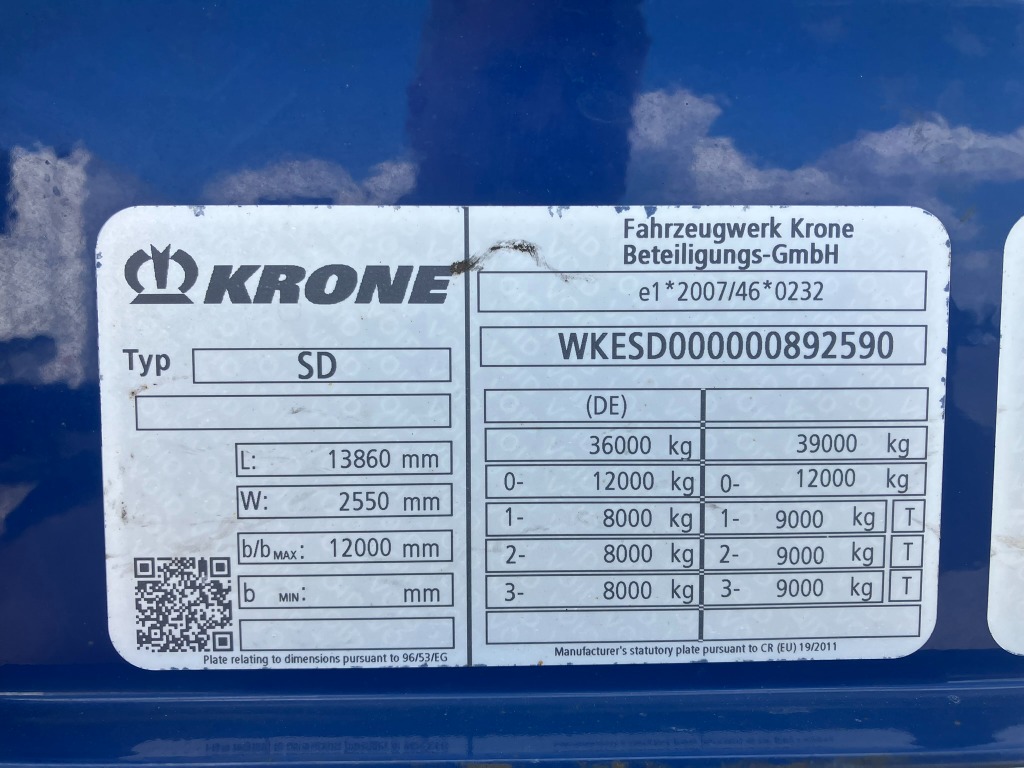 KRONE
Typ SD
L: 13860 mm
W: 2550 mm
b/b MAX: 12000 mm
b MIN: mm
Plate relating to dimensions pursuant to 96/53/EG
Fahrzeugwerk Krone
Beteiligungs-GmbH
e1*2007/46*0232
WKESD000000892590
(DE)
36000 kg 39000 kg
0- 12000 kg 0- 12000 kg
1- 8000 kg 1- 9000 kg T
2- 8000 kg 2- 9000 kg T
3- 8000 kg 3- 9000 kg T
Manufacturer's statutory plate pursuant to CR (EU) 19/2011